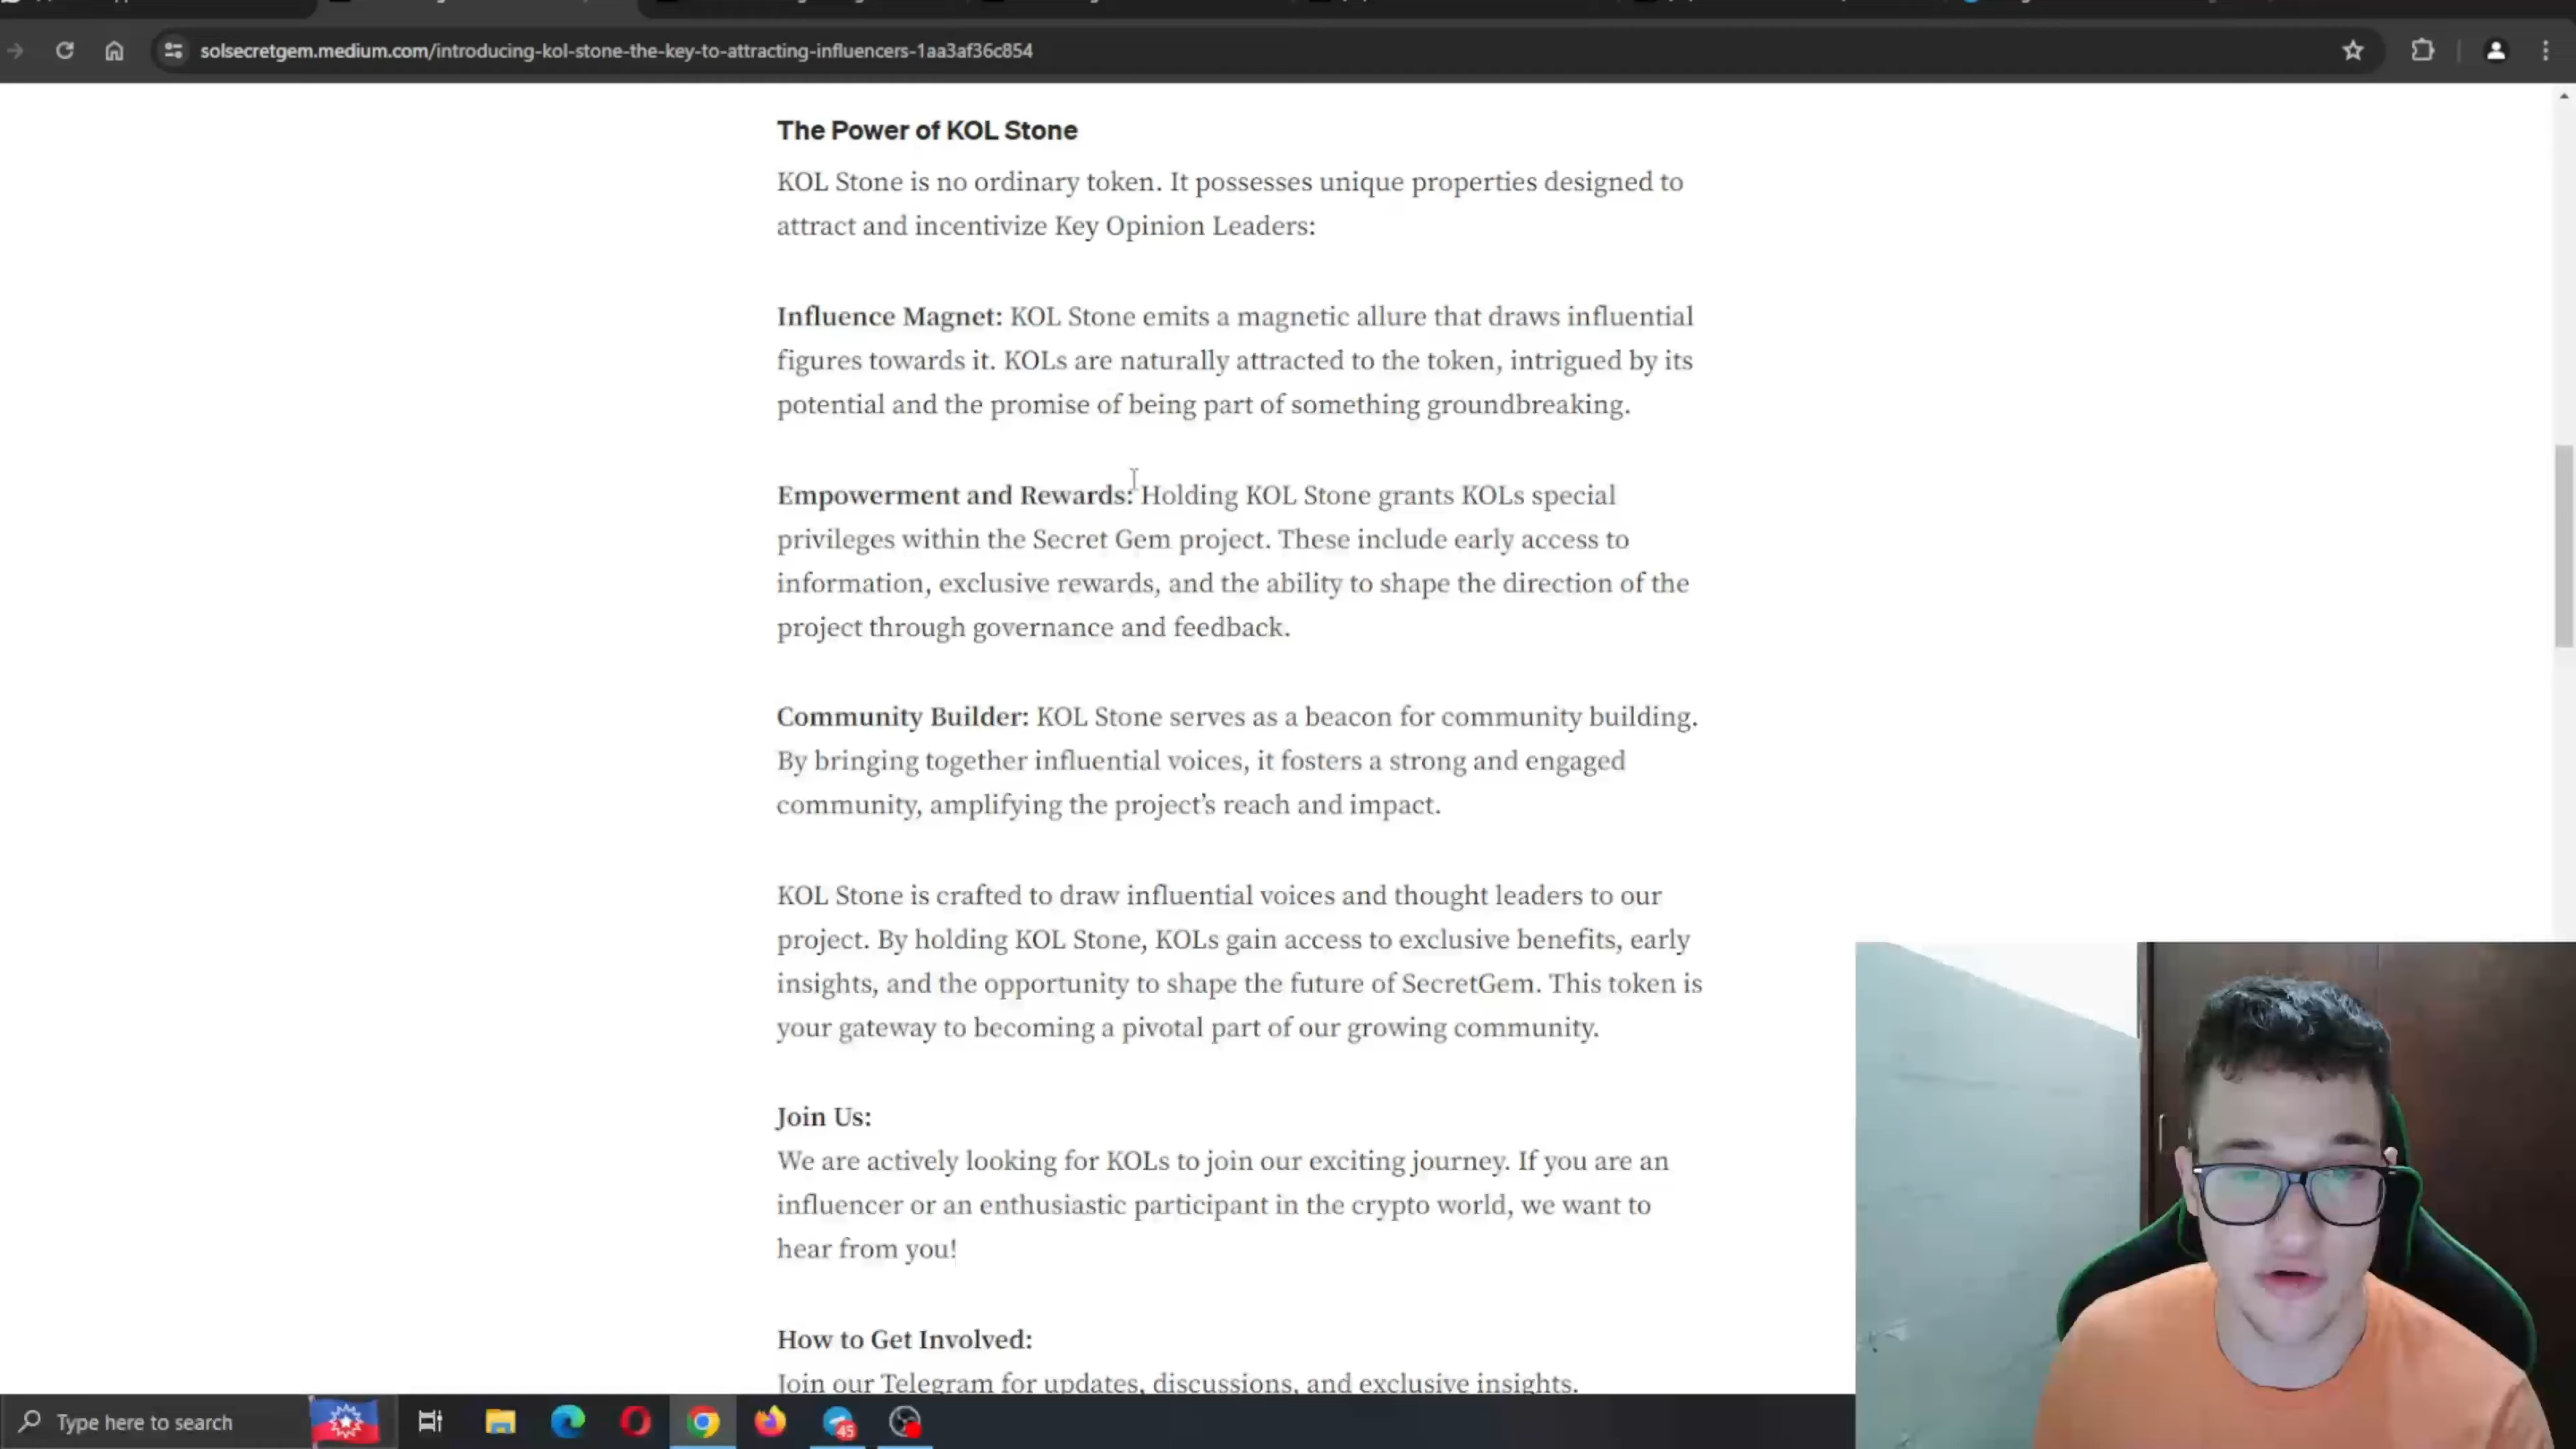 solsecretgem.medium.com/introducing-kol-stone-the-key-to-attracting-influencers-1aa3af36c854
The Power of KOL Stone
KOL Stone is no ordinary token. It possesses unique properties designed to
attract and incentivize Key Opinion Leaders:
Influence Magnet: KOL Stone emits a magnetic allure that draws influential
figures towards it. KOLs are naturally attracted to the token, intrigued by its
potential and the promise of being part of something groundbreaking.
Empowerment and Rewards: Holding KOL Stone grants KOLs special
privileges within the Secret Gem project. These include early access to
information, exclusive rewards, and the ability to shape the direction of the
project through governance and feedback.
Community Builder: KOL Stone serves as a beacon for community building.
By bringing together influential voices, it fosters a strong and engaged
community, amplifying the project’s reach and impact.
KOL Stone is crafted to draw influential voices and thought leaders to our
project. By holding KOL Stone, KOLs gain access to exclusive benefits, early
insights, and the opportunity to shape the future of SecretGem. This token is
your gateway to becoming a pivotal part of our growing community.
Join Us:
We are actively looking for KOLs to join our exciting journey. If you are an
influencer or an enthusiastic participant in the crypto world, we want to
hear from you!
How to Get Involved:
Join our Telegram for updates, discussions, and exclusive insights.
Type here to search
45